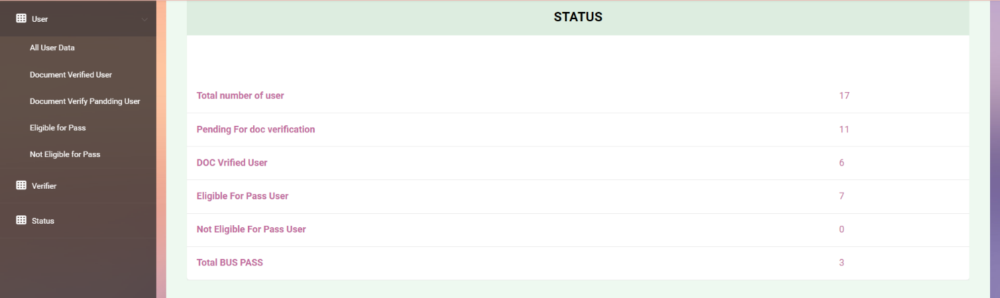 User
All User Data
Document Verified User
Document Verify Pandding User
Eligible for Pass
Not Eligible for Pass
Verifier
Status
STATUS
Total number of user 17
Pending For doc verification 11
DOC Vrified User 6
Eligible For Pass User 7
Not Eligible For Pass User 0
Total BUS PASS 3